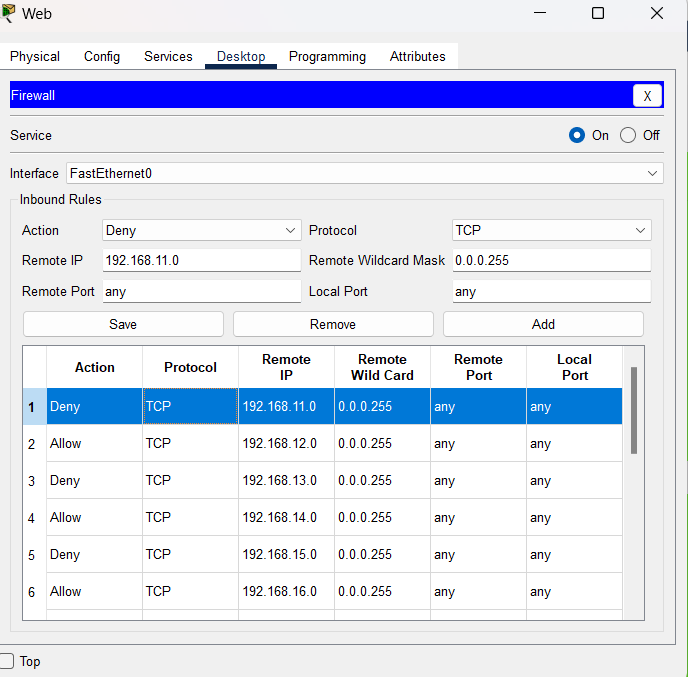 Web
Physical Config Services Desktop Programming Attributes
Firewall X
Service On Off
Interface FastEthernet0
Inbound Rules
Action Deny Protocol TCP
Remote IP 192.168.11.0 Remote Wildcard Mask 0.0.0.255
Remote Port any Local Port any
Save Remove Add
Action Protocol Remote IP Remote Wild Card Remote Port Local Port
1 Deny TCP 192.168.11.0 0.0.0.255 any any
2 Allow TCP 192.168.12.0 0.0.0.255 any any
3 Deny TCP 192.168.13.0 0.0.0.255 any any
4 Allow TCP 192.168.14.0 0.0.0.255 any any
5 Deny TCP 192.168.15.0 0.0.0.255 any any
6 Allow TCP 192.168.16.0 0.0.0.255 any any
Top